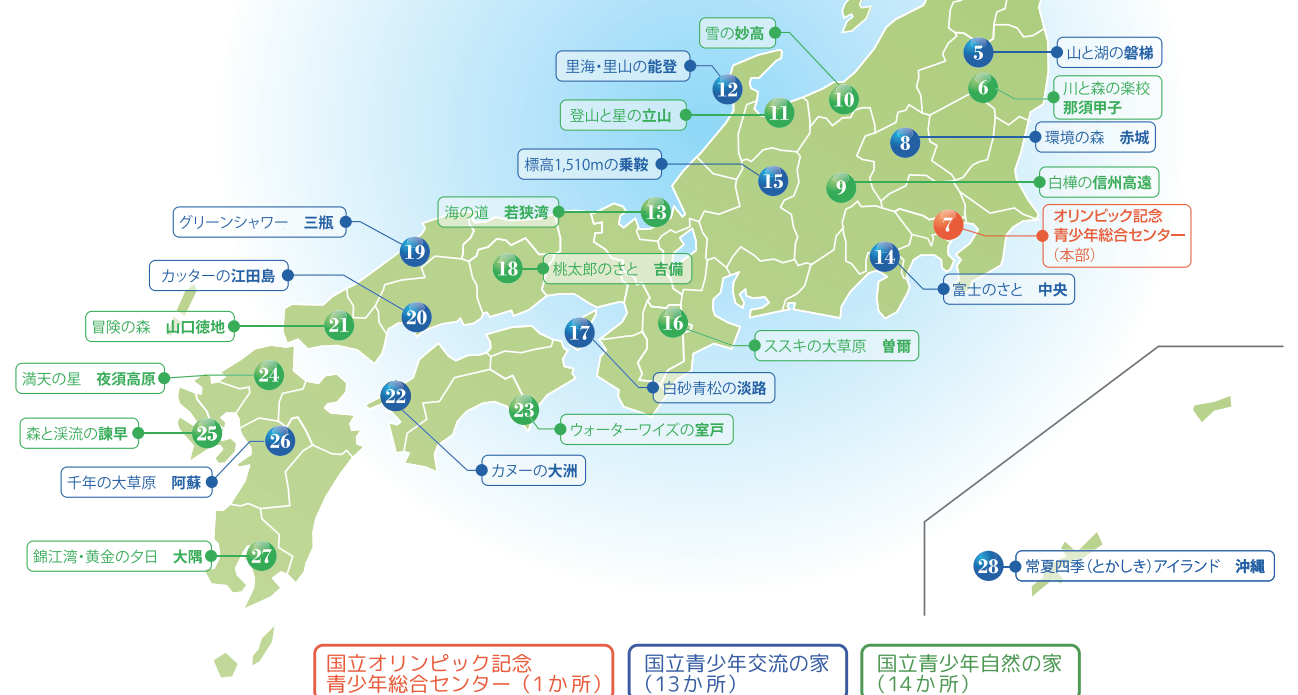 雪の妙高
10
5
山と湖の磐梯
里海・里山の能登
12
6
川と森の楽校
那須甲子
登山と星の立山
11
8
環境の森 赤城
標高1,510mの乗鞍
15
9
白樺の信州高遠
海の道 若狭湾
13
7
オリンピック記念
青少年総合センター
(本部)
グリーンシャワー 三瓶
19
14
富士のさと 中央
18
桃太郎のさと 吉備
カッターの江田島
20
冒険の森 山口徳地
21
17
白砂青松の淡路
16
ススキの大草原 曽爾
満天の星 夜須高原
24
22
カヌーの大洲
23
ウォーターワイズの室戸
森と渓流の諫早
25
26
千年の大草原 阿蘇
錦江湾・黄金の夕日 大隅
27
28
常夏四季(とかしき)アイランド 沖縄
国立オリンピック記念
青少年総合センター(1か所)
国立青少年交流の家
(13か所)
国立青少年自然の家
(14か所)